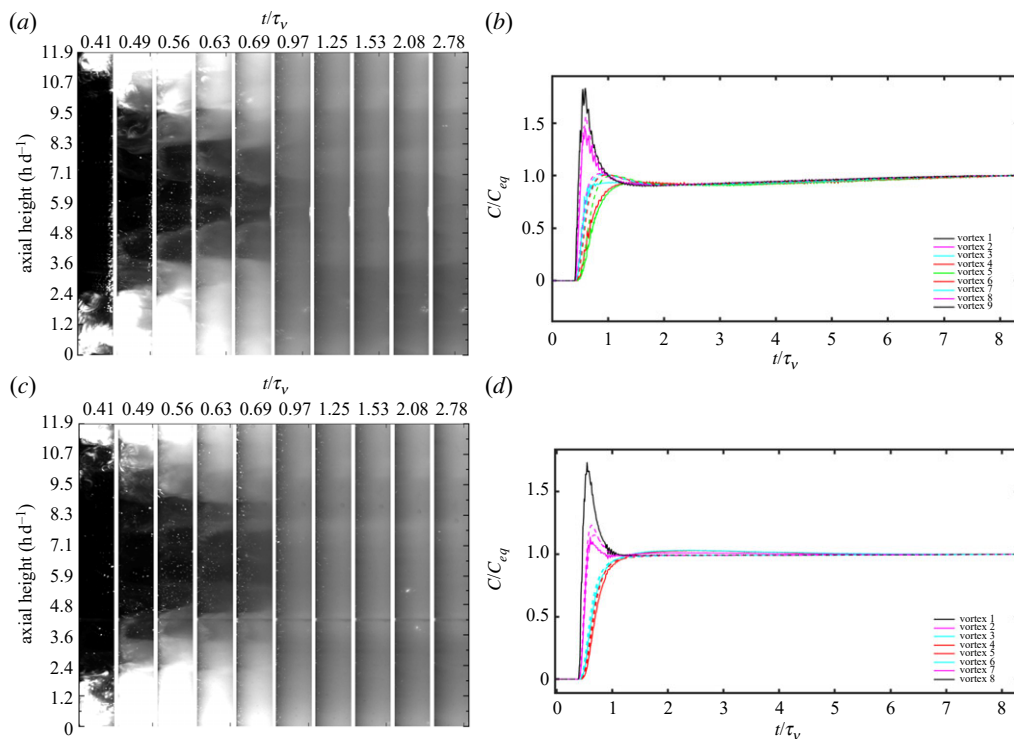 (a)
t/τν
0.41 0.49 0.56 0.63 0.69 0.97 1.25 1.53 2.08 2.78
axial height (h d–1)
11.9
10.7
9.5
8.3
7.1
5.9
4.8
3.6
2.4
1.2
0
(b)
C/Ceq
1.5
1.0
0.5
0
0 1 2 3 4 5 6 7 8
t/τν
vortex 1
vortex 2
vortex 3
vortex 4
vortex 5
vortex 6
vortex 7
vortex 8
vortex 9
(c)
t/τν
0.41 0.49 0.56 0.63 0.69 0.97 1.25 1.53 2.08 2.78
axial height (h d–1)
11.9
10.7
9.5
8.3
7.1
5.9
4.8
3.6
2.4
1.2
0
(d)
C/Ceq
1.5
1.0
0.5
0
0 1 2 3 4 5 6 7 8
t/τν
vortex 1
vortex 2
vortex 3
vortex 4
vortex 5
vortex 6
vortex 7
vortex 8